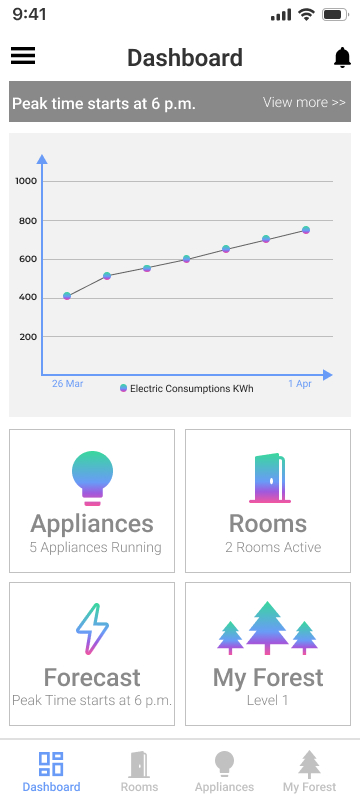 9:41
Dashboard
Peak time starts at 6 p.m. View more >>
1000
800
600
400
200
26 Mar
1 Apr
Electric Consumptions KWh
Appliances
5 Appliances Running
Rooms
2 Rooms Active
Forecast
Peak Time starts at 6 p.m.
My Forest
Level 1
Dashboard
Rooms
Appliances
My Forest